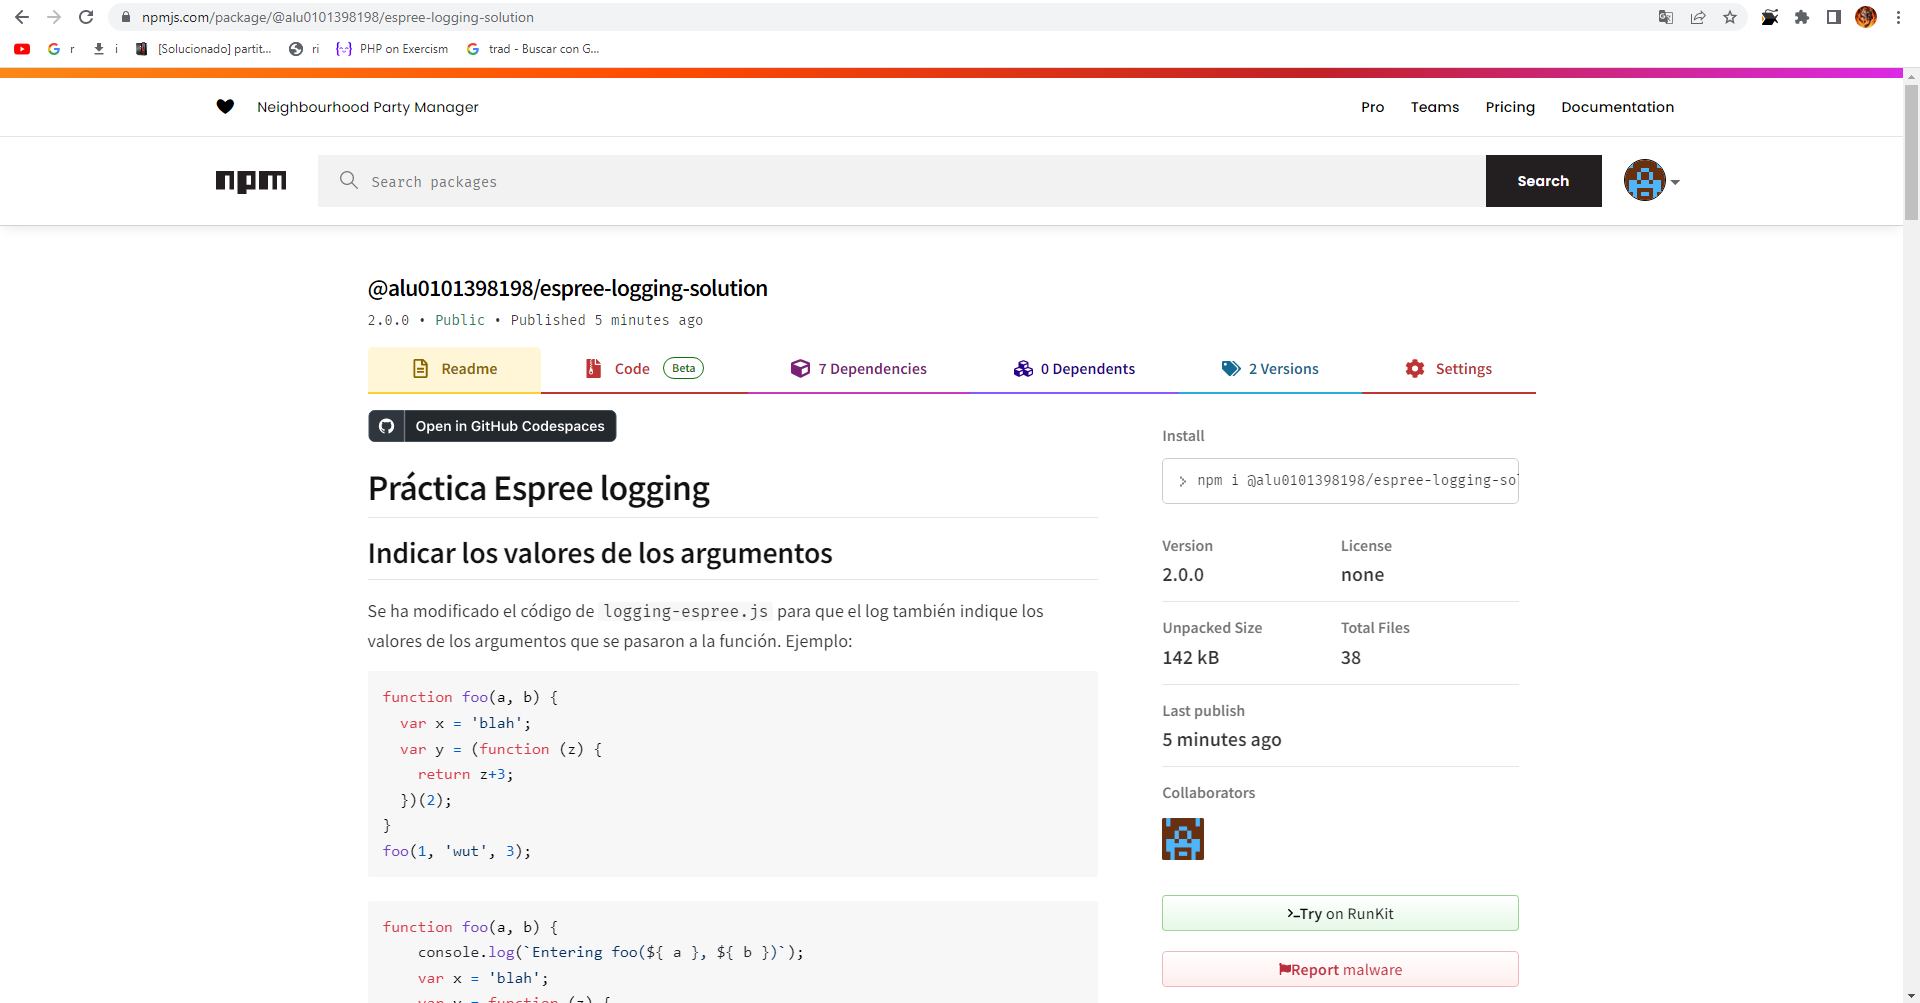 npmjs.com/package/@alu0101398198/espree-logging-solution
r
i
[Solucionado] partit...
ri
PHP on Exercism
trad - Buscar con G...
Neighbourhood Party Manager
Pro
Teams
Pricing
Documentation
npm
Search packages
Search
@alu0101398198/espree-logging-solution
2.0.0 • Public • Published 5 minutes ago
Readme
Code
Beta
7 Dependencies
0 Dependents
2 Versions
Settings
Open in GitHub Codespaces
Práctica Espree logging
Indicar los valores de los argumentos
Se ha modificado el código de logging-espree.js para que el log también indique los
valores de los argumentos que se pasaron a la función. Ejemplo:
function foo(a, b) {
  var x = 'blah';
  var y = (function (z) {
    return z+3;
  })(2);
}
foo(1, 'wut', 3);
function foo(a, b) {
    console.log(`Entering foo(${ a }, ${ b })`);
    var x = 'blah';
    var y = function (z) {
Install
> npm i @alu0101398198/espree-logging-sol
Version
License
2.0.0
none
Unpacked Size
Total Files
142 kB
38
Last publish
5 minutes ago
Collaborators
Try on RunKit
Report malware